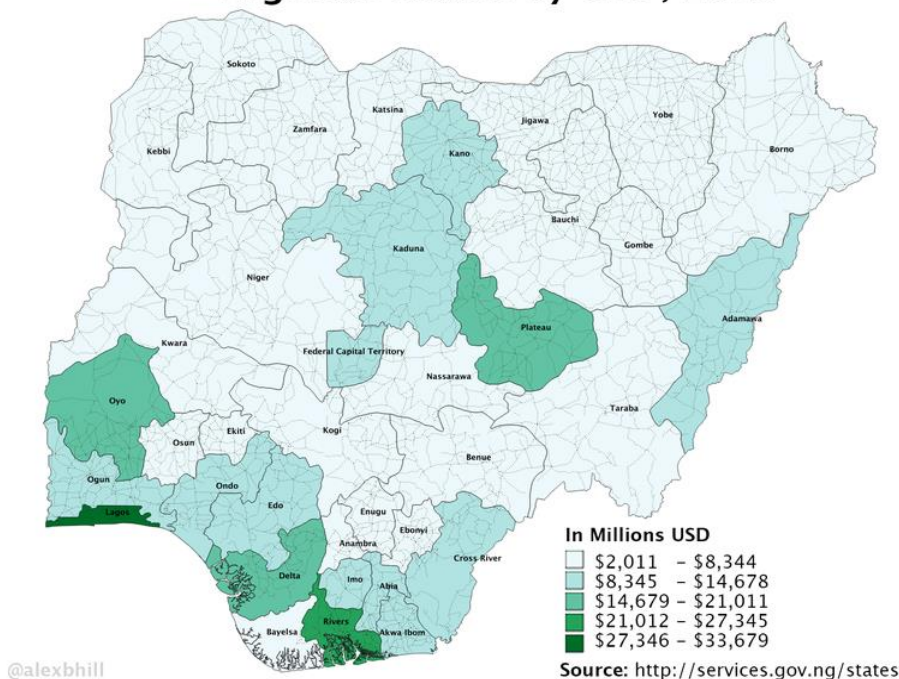 Sokoto
Katsina
Jigawa
Yobe
Zamfara
Kebbi
Kano
Borno
Bauchi
Gombe
Kaduna
Niger
Adamawa
Plateau
Kwara
Federal Capital Territory
Nassarawa
Oyo
Taraba
Osun
Ekiti
Kogi
Benue
Ogun
Ondo
Edo
Lagos
Enugu
Ebonyi
Anambra
Cross River
Delta
Imo
Abia
Rivers
Bayelsa
Akwa Ibom
In Millions USD
$2,011 – $8,344
$8,345 – $14,678
$14,679 – $21,011
$21,012 – $27,345
$27,346 – $33,679
@alexbhill
Source: http://services.gov.ng/states